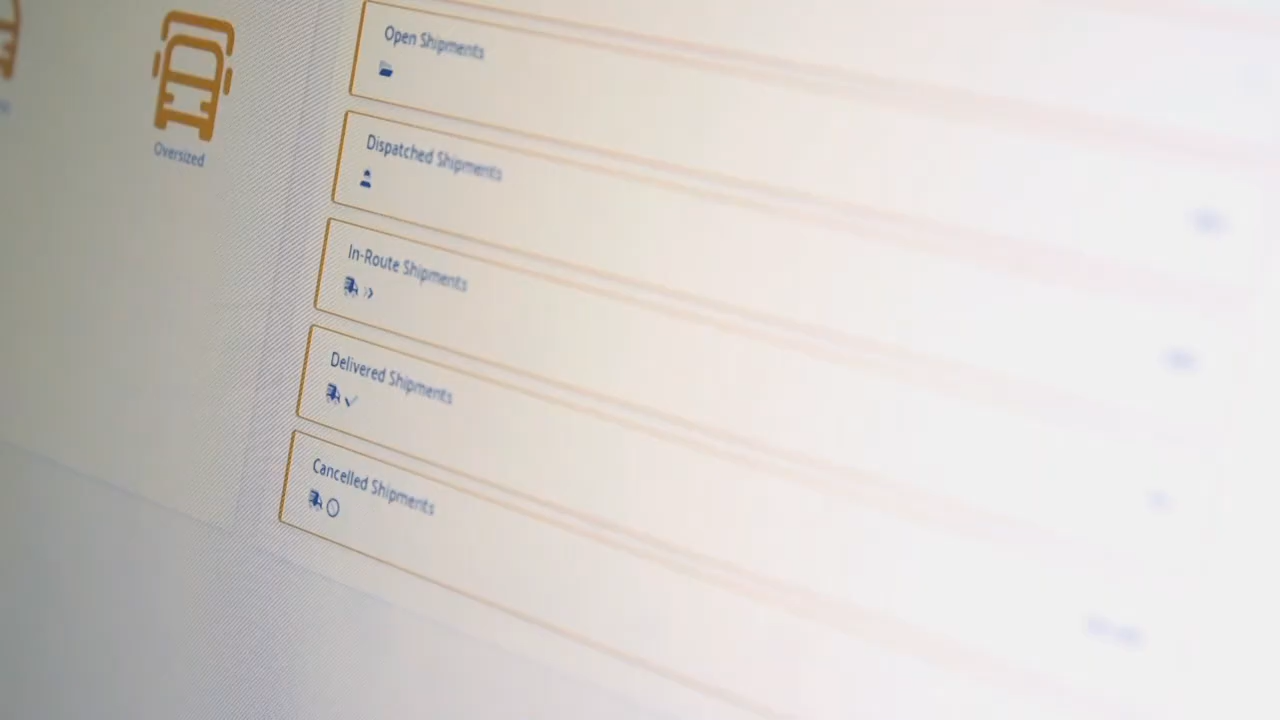 Oversized
Open Shipments
Dispatched Shipments
In-Route Shipments
Delivered Shipments
Cancelled Shipments